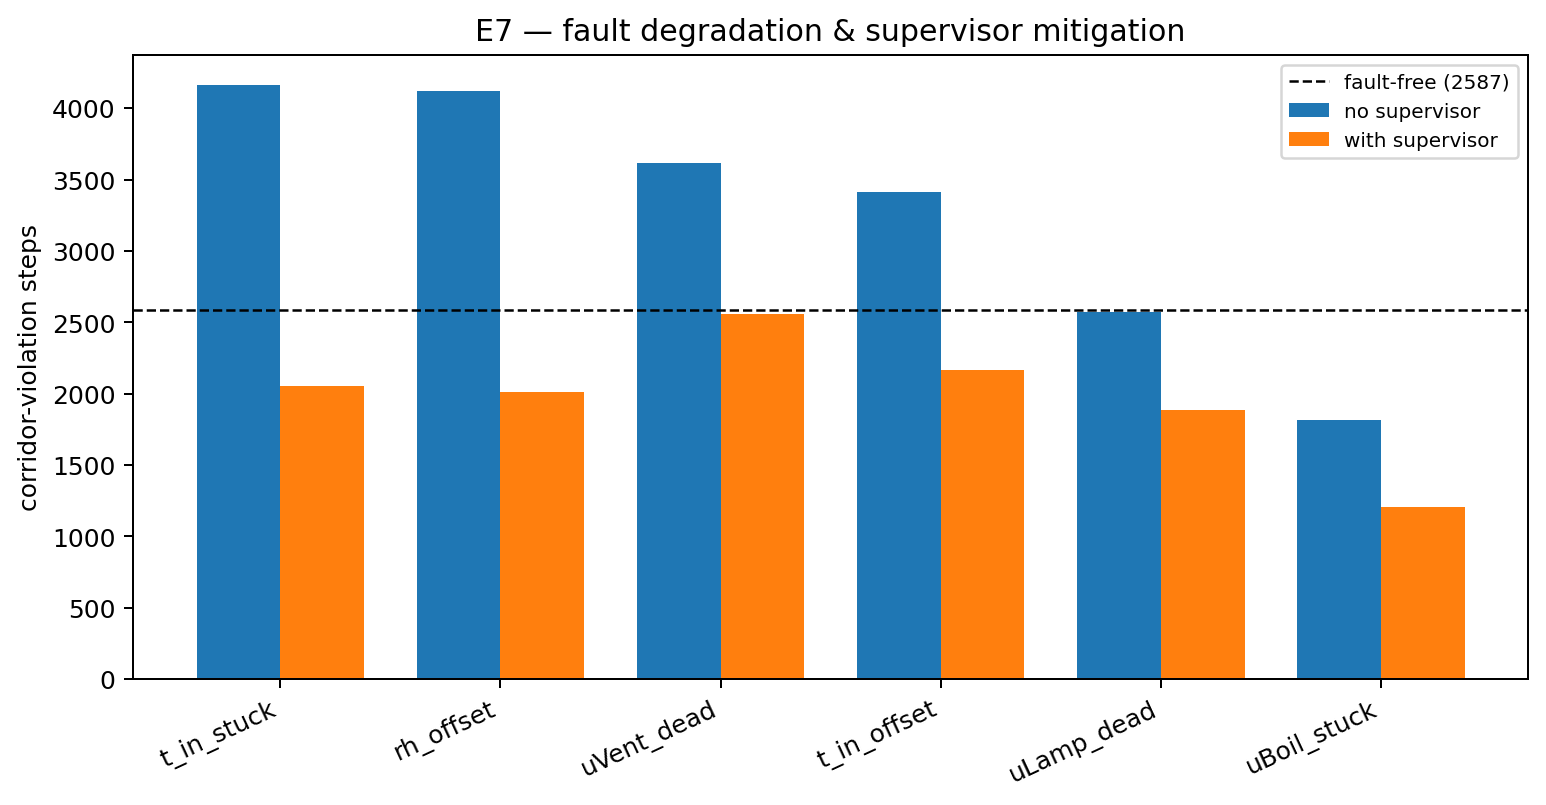 E7 — fault degradation & supervisor mitigation
fault-free (2587)
no supervisor
with supervisor
corridor-violation steps
4000
3500
3000
2500
2000
1500
1000
500
0
t_in_stuck
rh_offset
uVent_dead
t_in_offset
uLamp_dead
uBoil_stuck